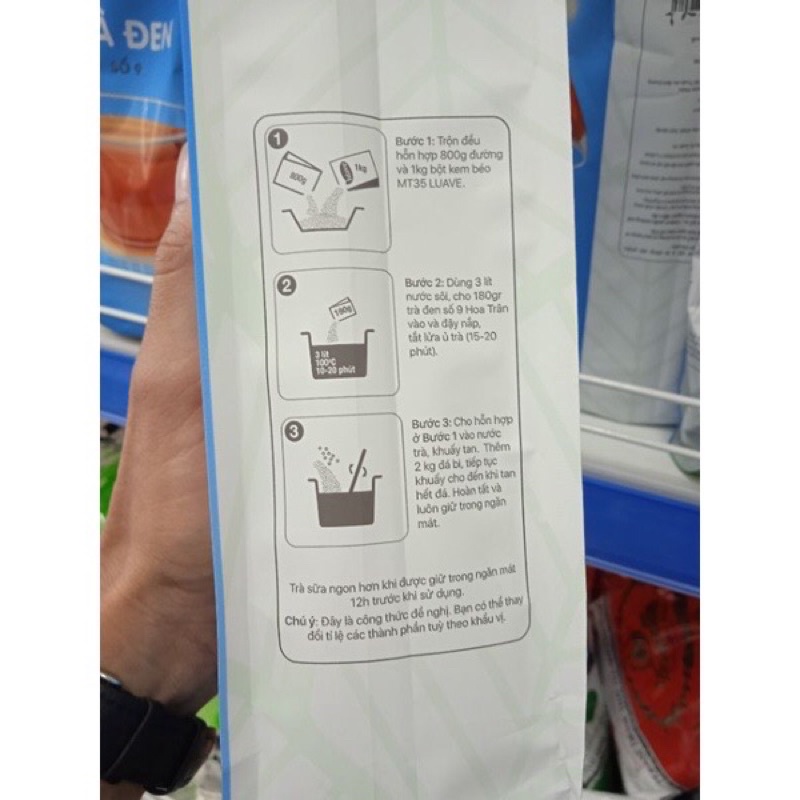 À ĐEN
SỐ 9
1
800g
1kg
Bước 1: Trộn đều
hỗn hợp 800g đường
và 1kg bột kem béo
MT35 LUAVE.
2
180g
3 lít
100°C
10-20 phút
Bước 2: Dùng 3 lít
nước sôi, cho 180gr
trà đen số 9 Hoa Trân
vào và đậy nắp,
tắt lửa ủ trà (15-20
phút).
3
Bước 3: Cho hỗn hợp
ở Bước 1 vào nước
trà, khuấy tan. Thêm
2 kg đá bi, tiếp tục
khuấy cho đến khi tan
hết đá. Hoàn tất và
luôn giữ trong ngăn
mát.
Trà sữa ngon hơn khi được giữ trong ngăn mát
12h trước khi sử dụng.
Chú ý: Đây là công thức đề nghị. Bạn có thể thay
đổi tỉ lệ các thành phần tuỳ theo khẩu vị.